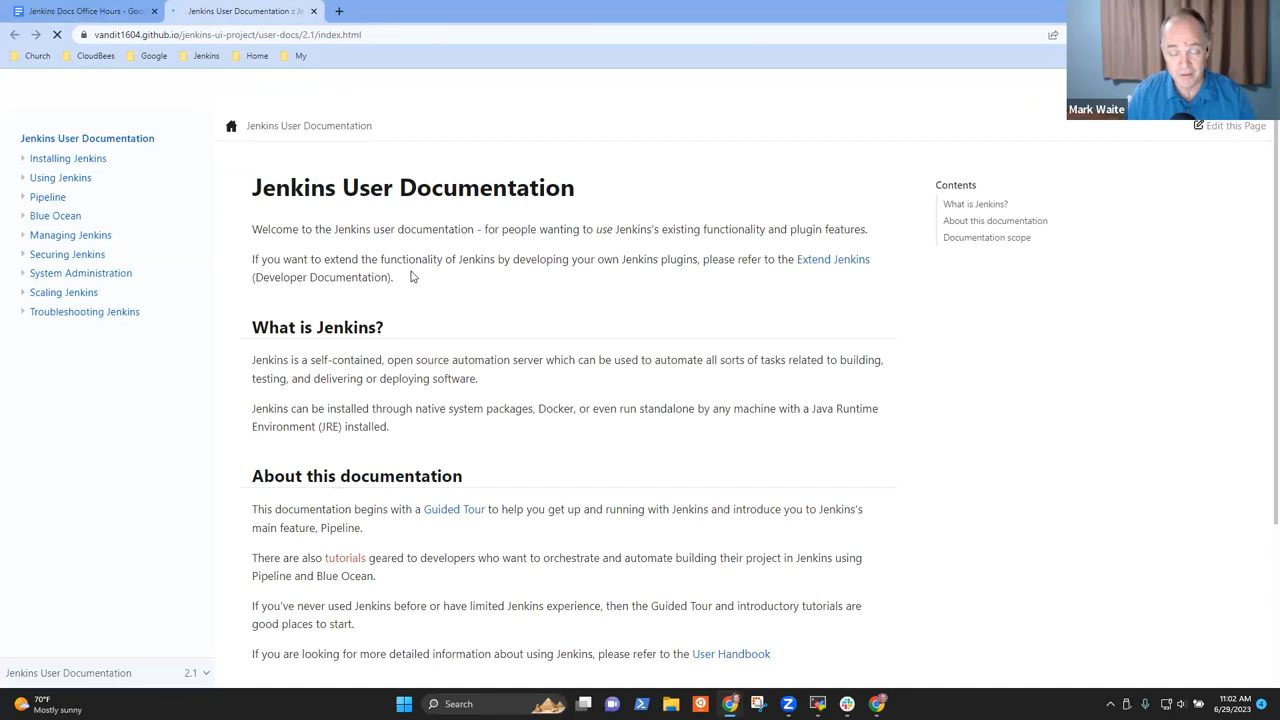 Jenkins Docs Office Hours - Goo
Jenkins User Documentation :: Je
vandit1604.github.io/jenkins-ui-project/user-docs/2.1/index.html
Church
CloudBees
Google
Jenkins
Home
My
Mark Waite
Jenkins User Documentation
Installing Jenkins
Using Jenkins
Pipeline
Blue Ocean
Managing Jenkins
Securing Jenkins
System Administration
Scaling Jenkins
Troubleshooting Jenkins
Jenkins User Documentation 2.1
Jenkins User Documentation
Edit this Page
Jenkins User Documentation
Welcome to the Jenkins user documentation - for people wanting to use Jenkins's existing functionality and plugin features.
If you want to extend the functionality of Jenkins by developing your own Jenkins plugins, please refer to the Extend Jenkins
(Developer Documentation).
What is Jenkins?
Jenkins is a self-contained, open source automation server which can be used to automate all sorts of tasks related to building,
testing, and delivering or deploying software.
Jenkins can be installed through native system packages, Docker, or even run standalone by any machine with a Java Runtime
Environment (JRE) installed.
About this documentation
This documentation begins with a Guided Tour to help you get up and running with Jenkins and introduce you to Jenkins's
main feature, Pipeline.
There are also tutorials geared to developers who want to orchestrate and automate building their project in Jenkins using
Pipeline and Blue Ocean.
If you've never used Jenkins before or have limited Jenkins experience, then the Guided Tour and introductory tutorials are
good places to start.
If you are looking for more detailed information about using Jenkins, please refer to the User Handbook
Contents
What is Jenkins?
About this documentation
Documentation scope
70°F
Mostly sunny
Search
11:02 AM
6/29/2023